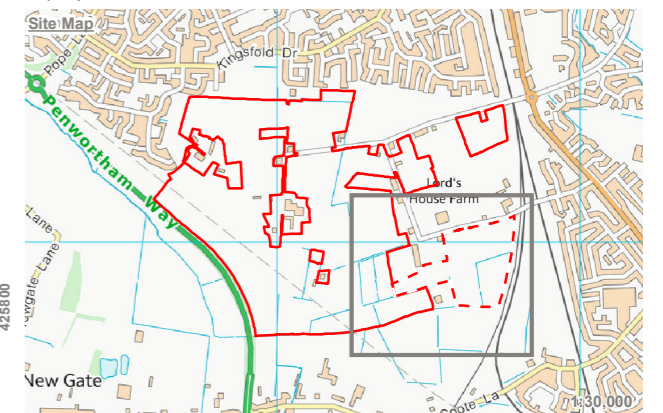 Site Map
Pope L
Kingsfold Dr
Penwortham Way
Lord's
House Farm
Lane
wgate Lane
425800
New Gate
Coote La
1:30,000